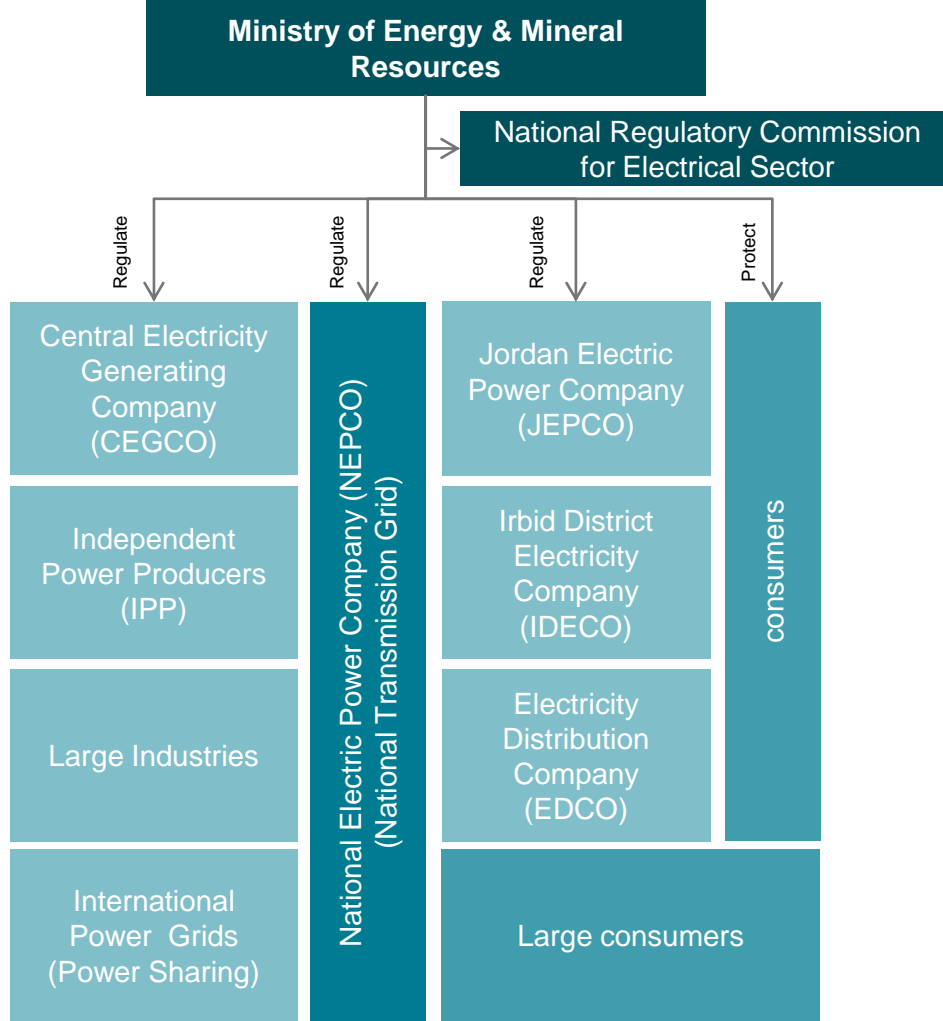 Ministry of Energy & Mineral
Resources
National Regulatory Commission
for Electrical Sector
Regulate
Regulate
Regulate
Protect
Central Electricity
Generating
Company
(CEGCO)
Independent
Power Producers
(IPP)
Large Industries
International
Power Grids
(Power Sharing)
National Electric Power Company (NEPCO)
(National Transmission Grid)
Jordan Electric
Power Company
(JEPCO)
Irbid District
Electricity
Company
(IDECO)
Electricity
Distribution
Company
(EDCO)
consumers
Large consumers